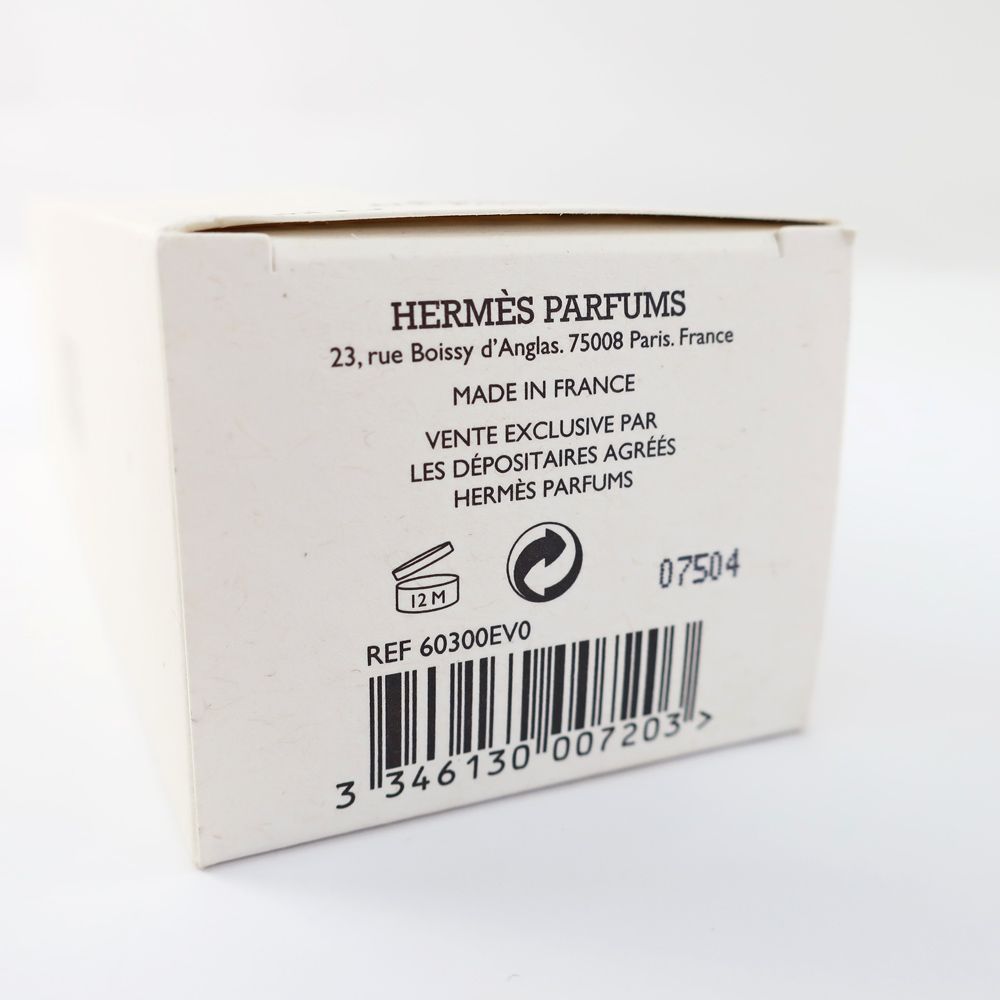 HERMÈS PARFUMS
23, rue Boissy d'Anglas. 75008 Paris. France
MADE IN FRANCE
VENTE EXCLUSIVE PAR
LES DÉPOSITAIRES AGRÉÉS
HERMÈS PARFUMS
12 M
07504
REF 60300EV0
3 346130 007203 >